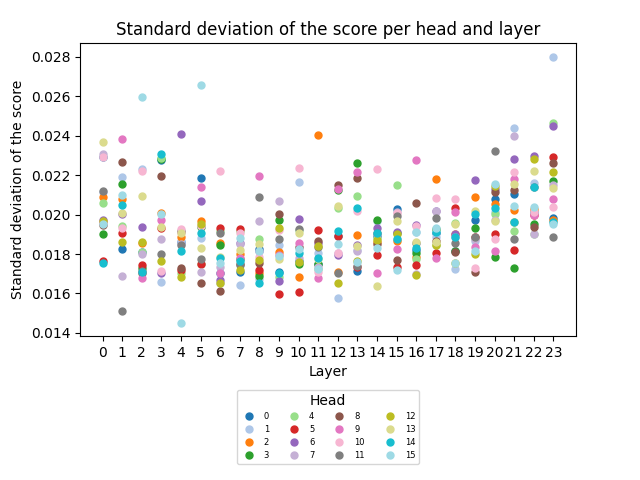 Standard deviation of the score per head and layer
0.028
0.026
0.024
0.022
0.020
0.018
0.016
0.014
Standard deviation of the score
0 1 2 3 4 5 6 7 8 9 10 11 12 13 14 15 16 17 18 19 20 21 22 23
Layer
Head
0 4 8 12
1 5 9 13
2 6 10 14
3 7 11 15